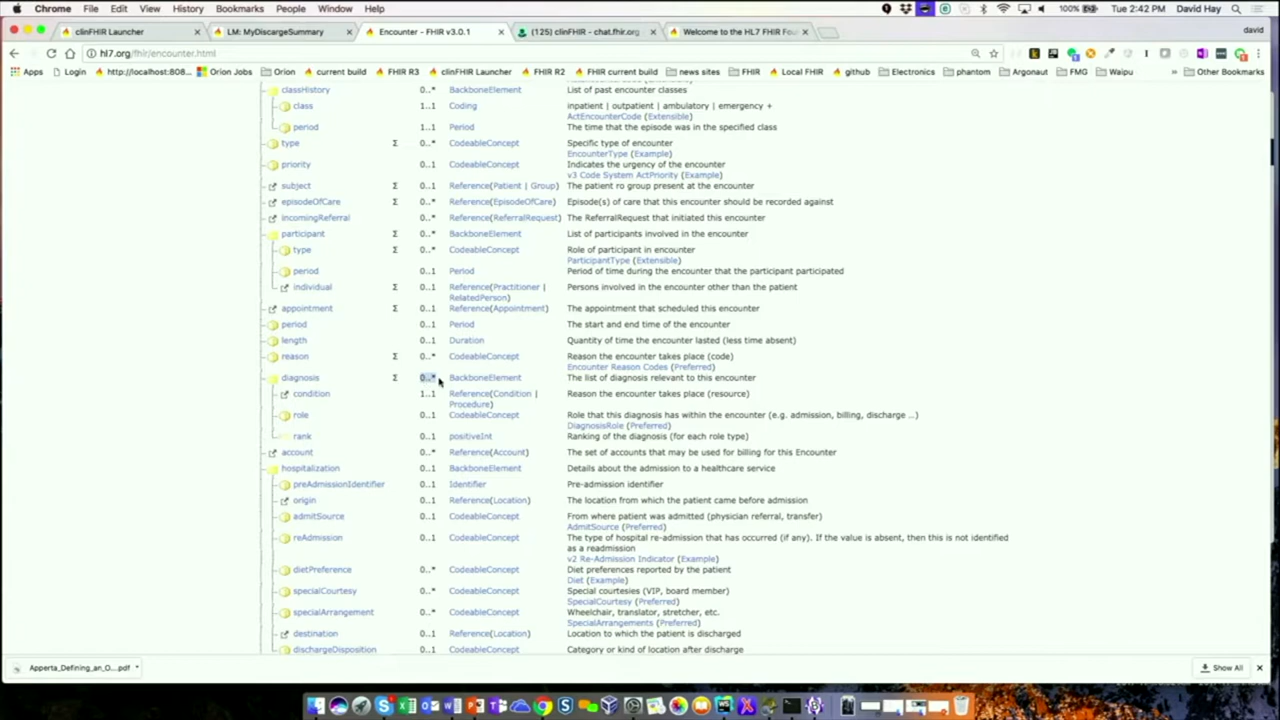 Chrome File Edit View History Bookmarks People Window Help 100% Tue 2:42 PM David Hay
clinFHIR Launcher LM: MyDiscargeSummary Encounter - FHIR v3.0.1 (125) clinFHIR - chat.fhir.org Welcome to the HL7 FHIR Fou david
hl7.org/fhir/encounter.html
Apps Login http://localhost:808... Orion Jobs Orion current build FHIR R3 clinFHIR Launcher FHIR R2 FHIR current build news sites FHIR Local FHIR github Electronics phantom Argonaut FMG Waipu » Other Bookmarks
classHistory 0..* BackboneElement List of past encounter classes
class 1..1 Coding inpatient | outpatient | ambulatory | emergency +
ActEncounterCode (Extensible)
period 1..1 Period The time that the episode was in the specified class
type Σ 0..* CodeableConcept Specific type of encounter
EncounterType (Example)
priority 0..1 CodeableConcept Indicates the urgency of the encounter
v3 Code System ActPriority (Example)
subject Σ 0..1 Reference(Patient | Group) The patient ro group present at the encounter
episodeOfCare Σ 0..* Reference(EpisodeOfCare) Episode(s) of care that this encounter should be recorded against
incomingReferral 0..* Reference(ReferralRequest) The ReferralRequest that initiated this encounter
participant Σ 0..* BackboneElement List of participants involved in the encounter
type Σ 0..* CodeableConcept Role of participant in encounter
ParticipantType (Extensible)
period 0..1 Period Period of time during the encounter that the participant participated
individual Σ 0..1 Reference(Practitioner | Persons involved in the encounter other than the patient
RelatedPerson)
appointment Σ 0..1 Reference(Appointment) The appointment that scheduled this encounter
period 0..1 Period The start and end time of the encounter
length 0..1 Duration Quantity of time the encounter lasted (less time absent)
reason Σ 0..* CodeableConcept Reason the encounter takes place (code)
Encounter Reason Codes (Preferred)
diagnosis Σ 0..* BackboneElement The list of diagnosis relevant to this encounter
condition 1..1 Reference(Condition | Reason the encounter takes place (resource)
Procedure)
role 0..1 CodeableConcept Role that this diagnosis has within the encounter (e.g. admission, billing, discharge ...)
DiagnosisRole (Preferred)
rank 0..1 positiveInt Ranking of the diagnosis (for each role type)
account 0..* Reference(Account) The set of accounts that may be used for billing for this Encounter
hospitalization 0..1 BackboneElement Details about the admission to a healthcare service
preAdmissionIdentifier 0..1 Identifier Pre-admission identifier
origin 0..1 Reference(Location) The location from which the patient came before admission
admitSource 0..1 CodeableConcept From where patient was admitted (physician referral, transfer)
AdmitSource (Preferred)
reAdmission 0..1 CodeableConcept The type of hospital re-admission that has occurred (if any). If the value is absent, then this is not identified
as a readmission
v2 Re-Admission Indicator (Example)
dietPreference 0..* CodeableConcept Diet preferences reported by the patient
Diet (Example)
specialCourtesy 0..* CodeableConcept Special courtesies (VIP, board member)
SpecialCourtesy (Preferred)
specialArrangement 0..* CodeableConcept Wheelchair, translator, stretcher, etc.
SpecialArrangements (Preferred)
destination 0..1 Reference(Location) Location to which the patient is discharged
dischargeDisposition 0..1 CodeableConcept Category or kind of location after discharge
Apperta_Defining_an_O....pdf Show All